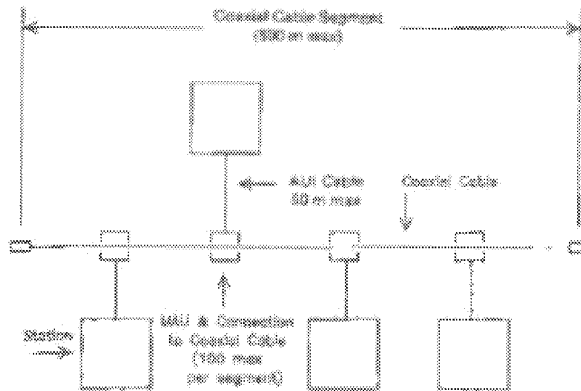 Coaxial Cable Segment
(500 m max)
AUI Cable
50 m max
Coaxial Cable
Station
MAU & Connection
to Coaxial Cable
(100 max
per segment)